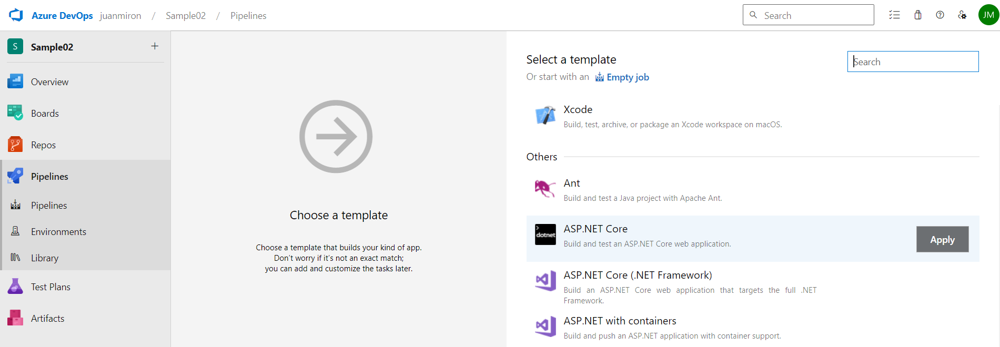 Azure DevOps juanmiron / Sample02 / Pipelines
Search
JM
S Sample02 +
Overview
Boards
Repos
Pipelines
Pipelines
Environments
Library
Test Plans
Artifacts
Choose a template
Choose a template that builds your kind of app.
Don't worry if it's not an exact match;
you can add and customize the tasks later.
Select a template
Or start with an Empty job
Search
Xcode
Build, test, archive, or package an Xcode workspace on macOS.
Others
Ant
Build and test a Java project with Apache Ant.
dotnet
ASP.NET Core
Build and test an ASP.NET Core web application.
Apply
ASP.NET Core (.NET Framework)
Build an ASP.NET Core web application that targets the full .NET
Framework.
ASP.NET with containers
Build and push an ASP.NET application with container support.